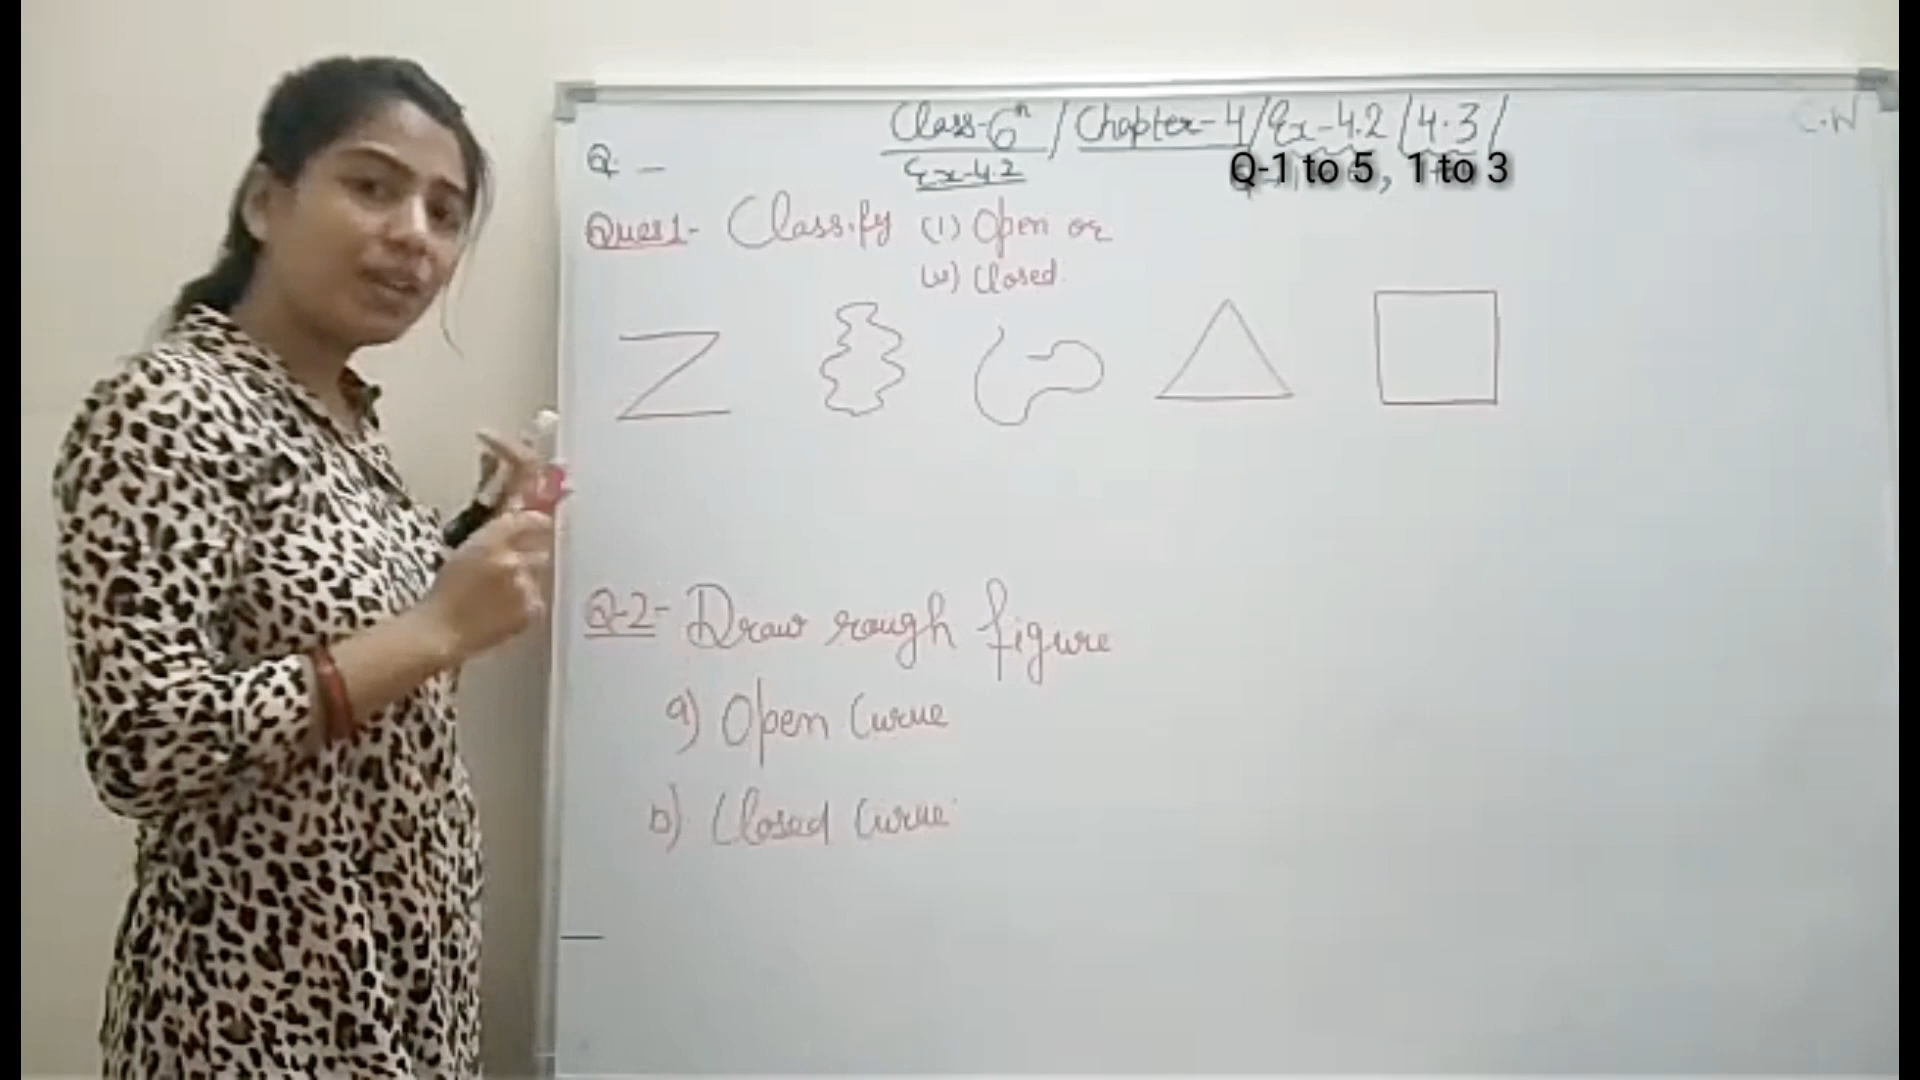 Class-6th / Chapter-4 / Ex-4.2 / 4.3 /
C.W
Q. _
Ex-4.2
Q-1 to 5, 1 to 3
Ques1- Classify (i) Open or
(ii) Closed.
Q-2- Draw rough figure
a) Open Curve
b) Closed Curve